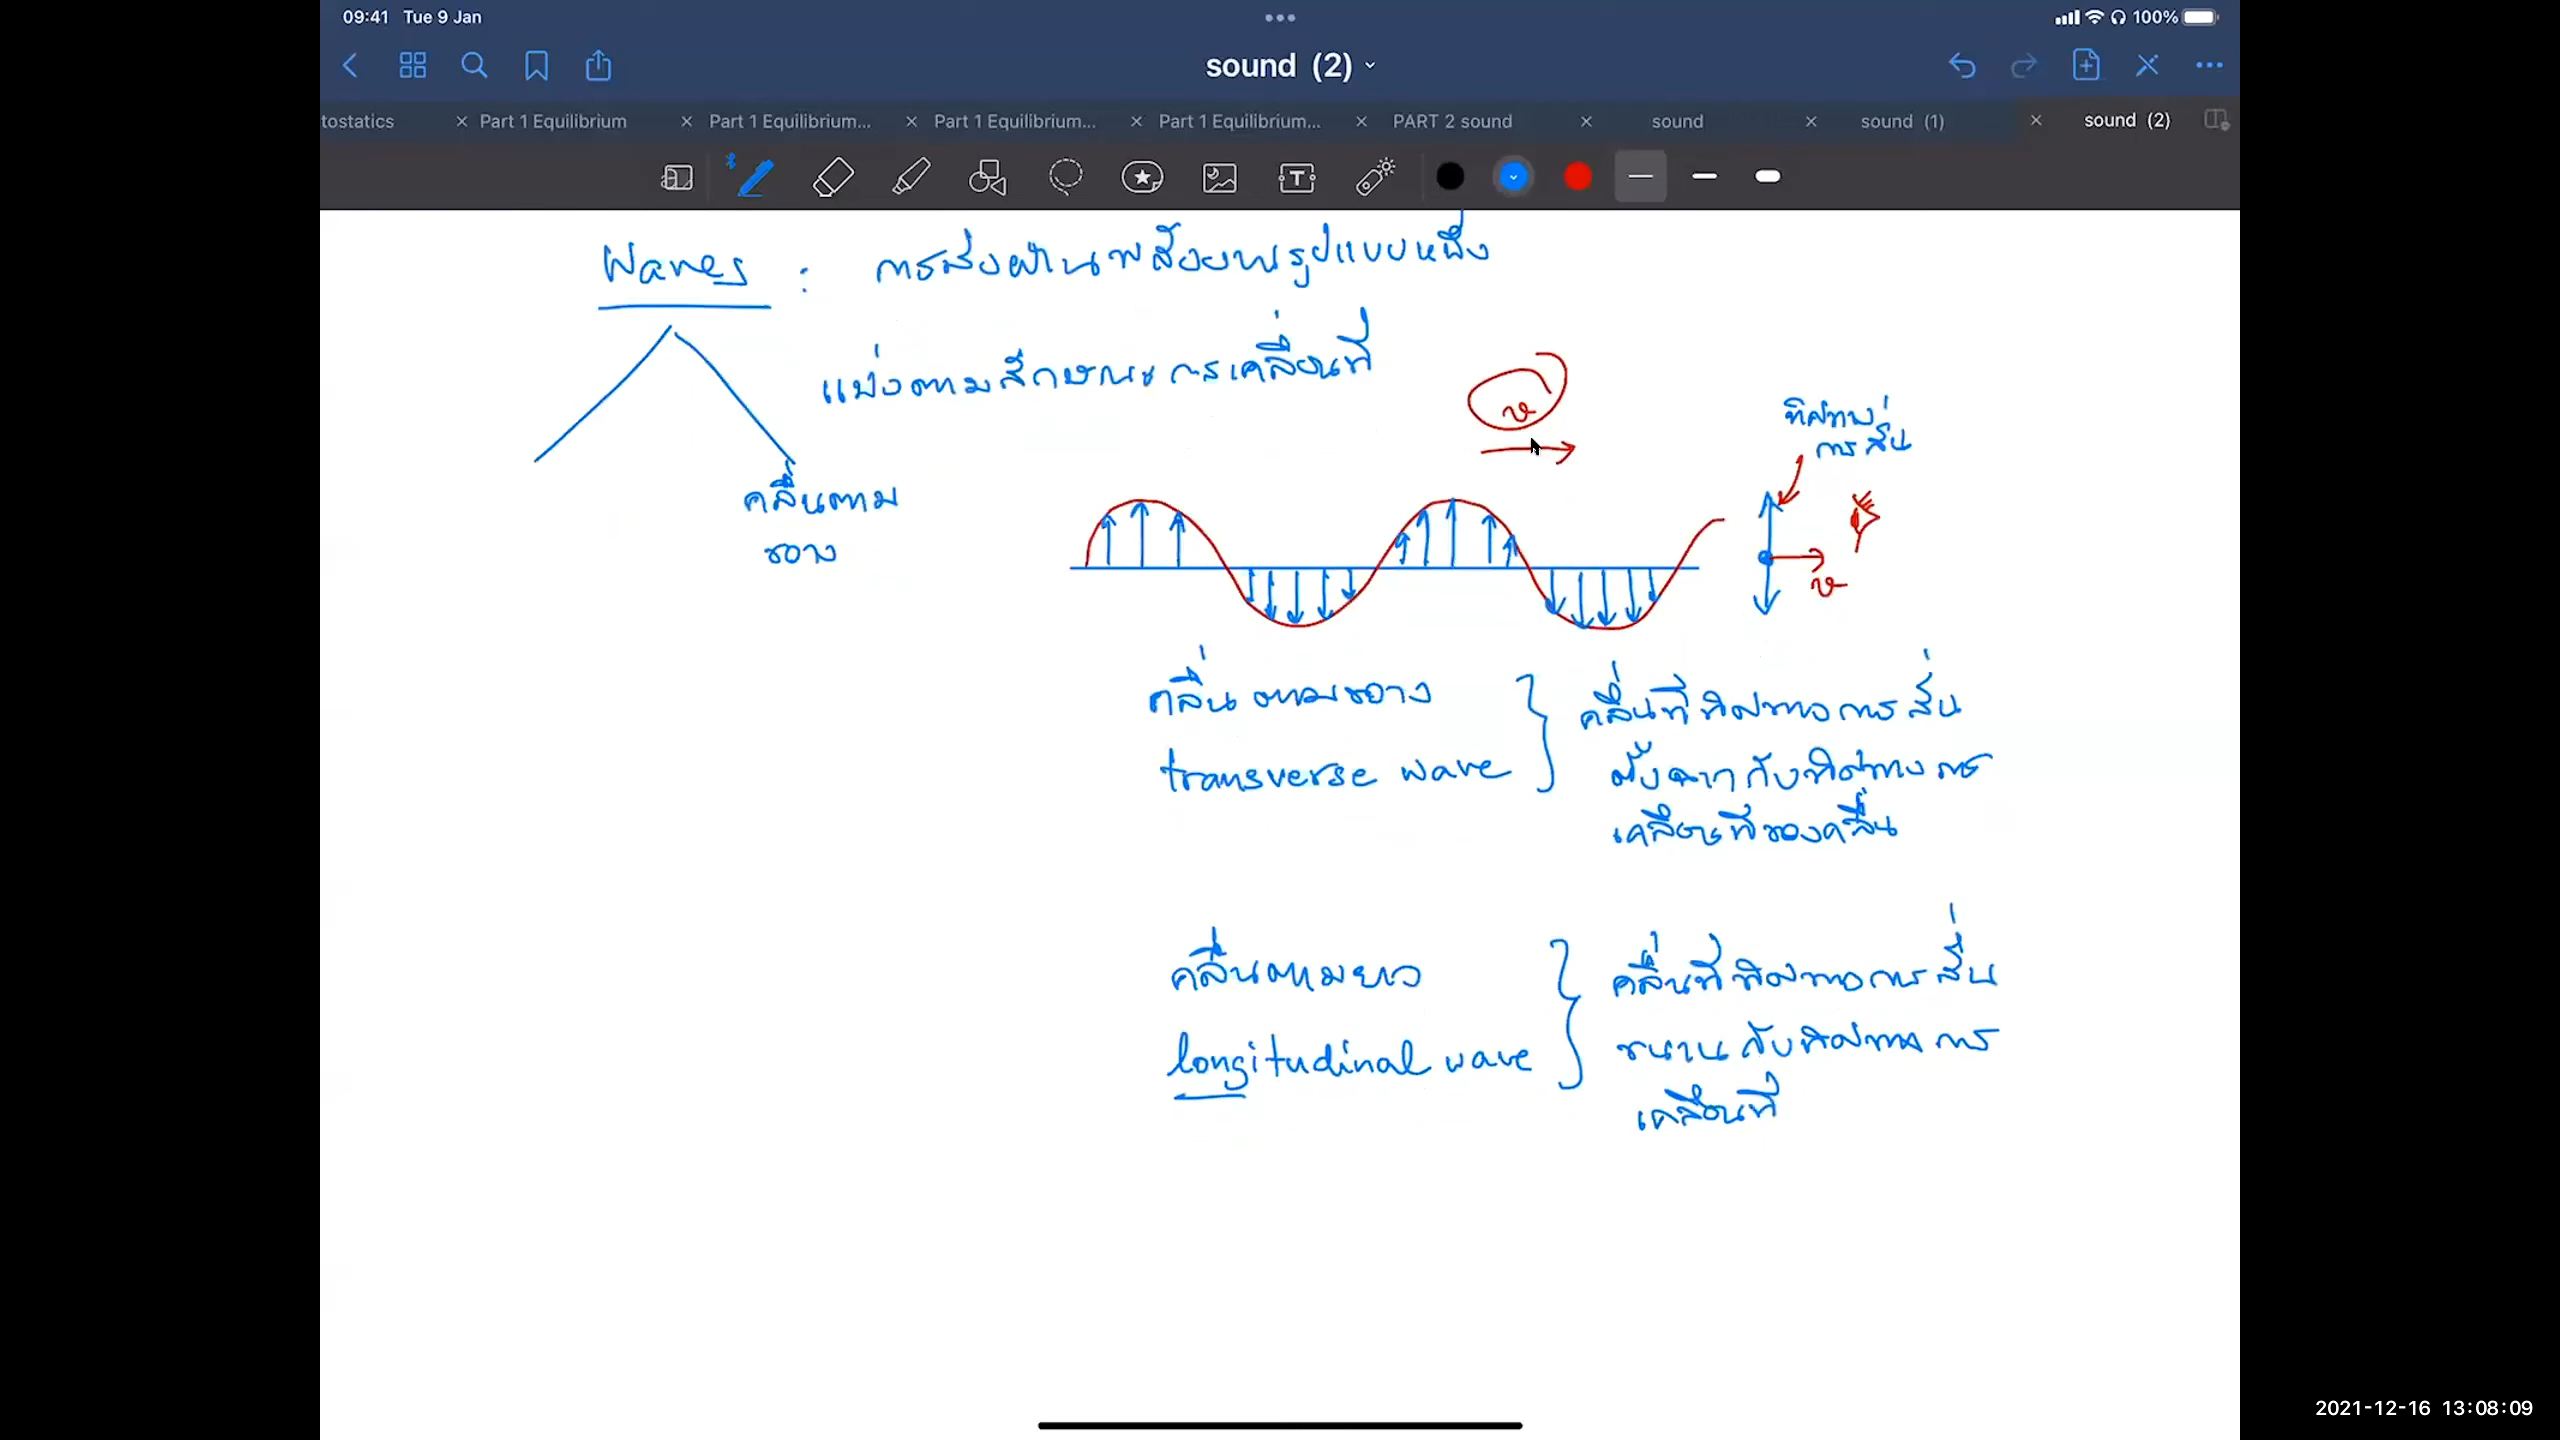 09:41 Tue 9 Jan
100%
sound (2)
tostatics
Part 1 Equilibrium
Part 1 Equilibrium...
Part 1 Equilibrium...
Part 1 Equilibrium...
PART 2 sound
sound
sound (1)
sound (2)
Waves : การส่งผ่านพลังงานรูปแบบหนึ่ง
แบ่งตามลักษณะการเคลื่อนที่
v
ทิศทาง
การสั่น
คลื่นตาม
ขวาง
v
คลื่นตามขวาง
transverse wave
คลื่นที่ทิศทางการสั่น
ตั้งฉากกับทิศทางการ
เคลื่อนที่ของคลื่น
คลื่นตามยาว
longitudinal wave
คลื่นที่ทิศทางการสั่น
ขนานกับทิศทางการ
เคลื่อนที่
2021-12-16 13:08:09